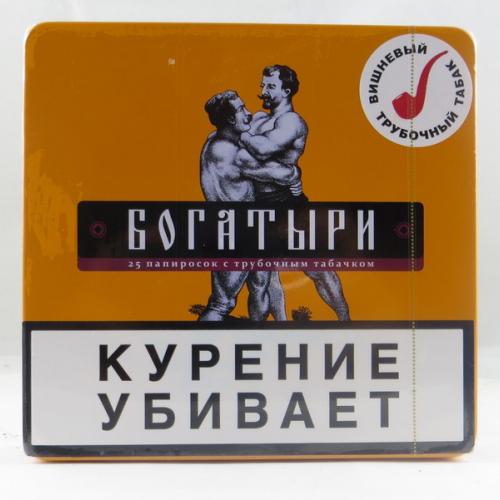 ВИШНЕВЫЙ
ТРУБОЧНЫЙ ТАБАК
БОГАТЫРИ
25 папиросок с трубочным табачком
КУРЕНИЕ
УБИВАЕТ